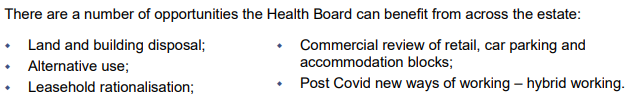 There are a number of opportunities the Health Board can benefit from across the estate:
• Land and building disposal;
• Alternative use;
• Leasehold rationalisation;
• Commercial review of retail, car parking and
accommodation blocks;
• Post Covid new ways of working – hybrid working.